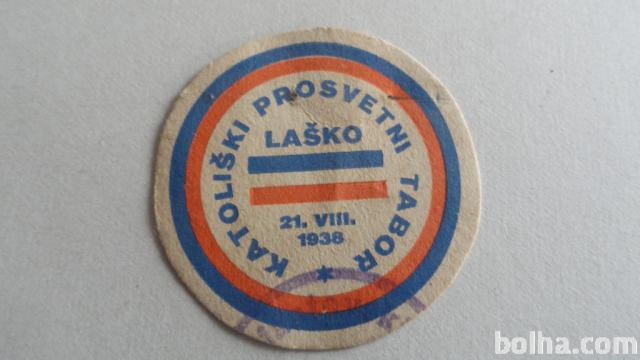 KATOLIŠKI PROSVETNI TABOR
LAŠKO
21. VIII.
1938
*
bolha.com